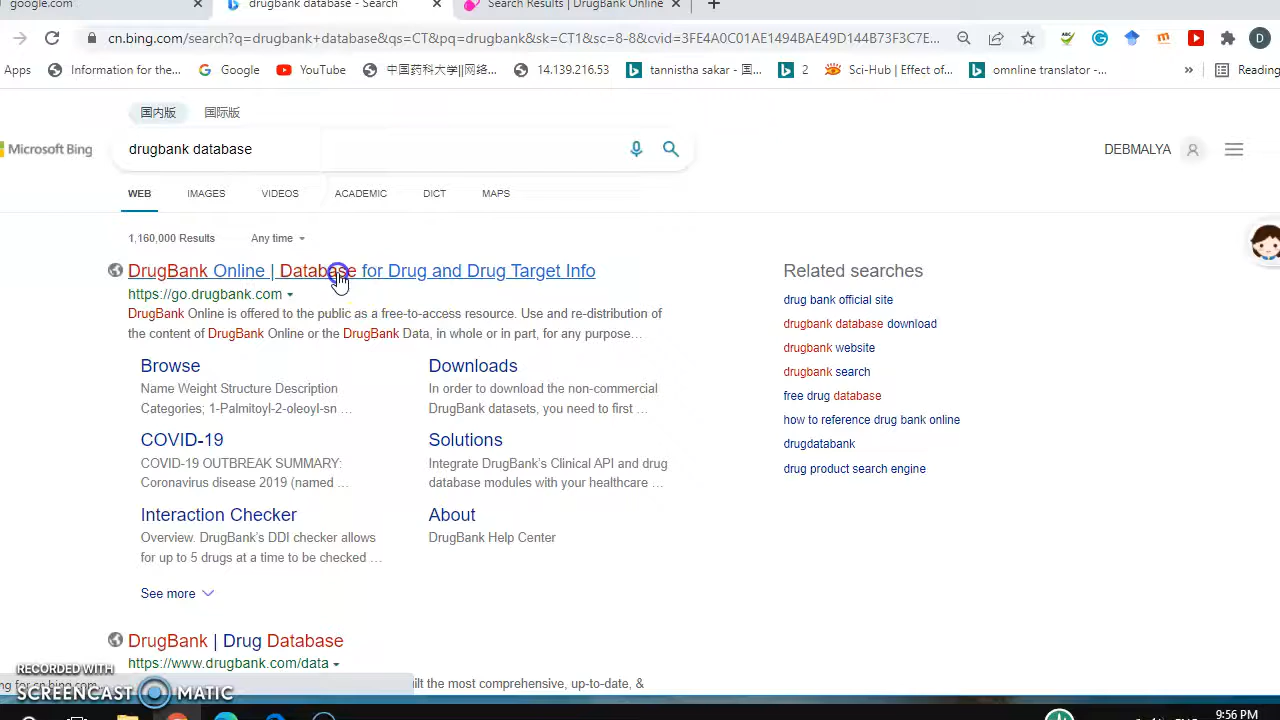 google.com
drugbank database - Search
Search Results | DrugBank Online
cn.bing.com/search?q=drugbank+database&qs=CT&pq=drugbank&sk=CT1&sc=8-8&cvid=3FE4A0C01AE1494BAE49D144B73F3C7E...
D
Apps Information for the... Google YouTube 中国药科大学||网络... 14.139.216.53 tannistha sakar - 国... 2 Sci-Hub | Effect of... omnline translator -... » Reading
国内版 国际版
Microsoft Bing
drugbank database
DEBMALYA
WEB IMAGES VIDEOS ACADEMIC DICT MAPS
1,160,000 Results Any time
DrugBank Online | Database for Drug and Drug Target Info
https://go.drugbank.com
DrugBank Online is offered to the public as a free-to-access resource. Use and re-distribution of
the content of DrugBank Online or the DrugBank Data, in whole or in part, for any purpose...
Browse
Name Weight Structure Description
Categories; 1-Palmitoyl-2-oleoyl-sn ...
Downloads
In order to download the non-commercial
DrugBank datasets, you need to first ...
COVID-19
COVID-19 OUTBREAK SUMMARY:
Coronavirus disease 2019 (named ...
Solutions
Integrate DrugBank's Clinical API and drug
database modules with your healthcare ...
Interaction Checker
Overview. DrugBank's DDI checker allows
for up to 5 drugs at a time to be checked ...
About
DrugBank Help Center
See more
Related searches
drug bank official site
drugbank database download
drugbank website
drugbank search
free drug database
how to reference drug bank online
drugdatabank
drug product search engine
DrugBank | Drug Database
https://www.drugbank.com/data
ilt the most comprehensive, up-to-date, &
ng for cn.bing.com...
RECORDED WITH
SCREENCAST MATIC
9:56 PM